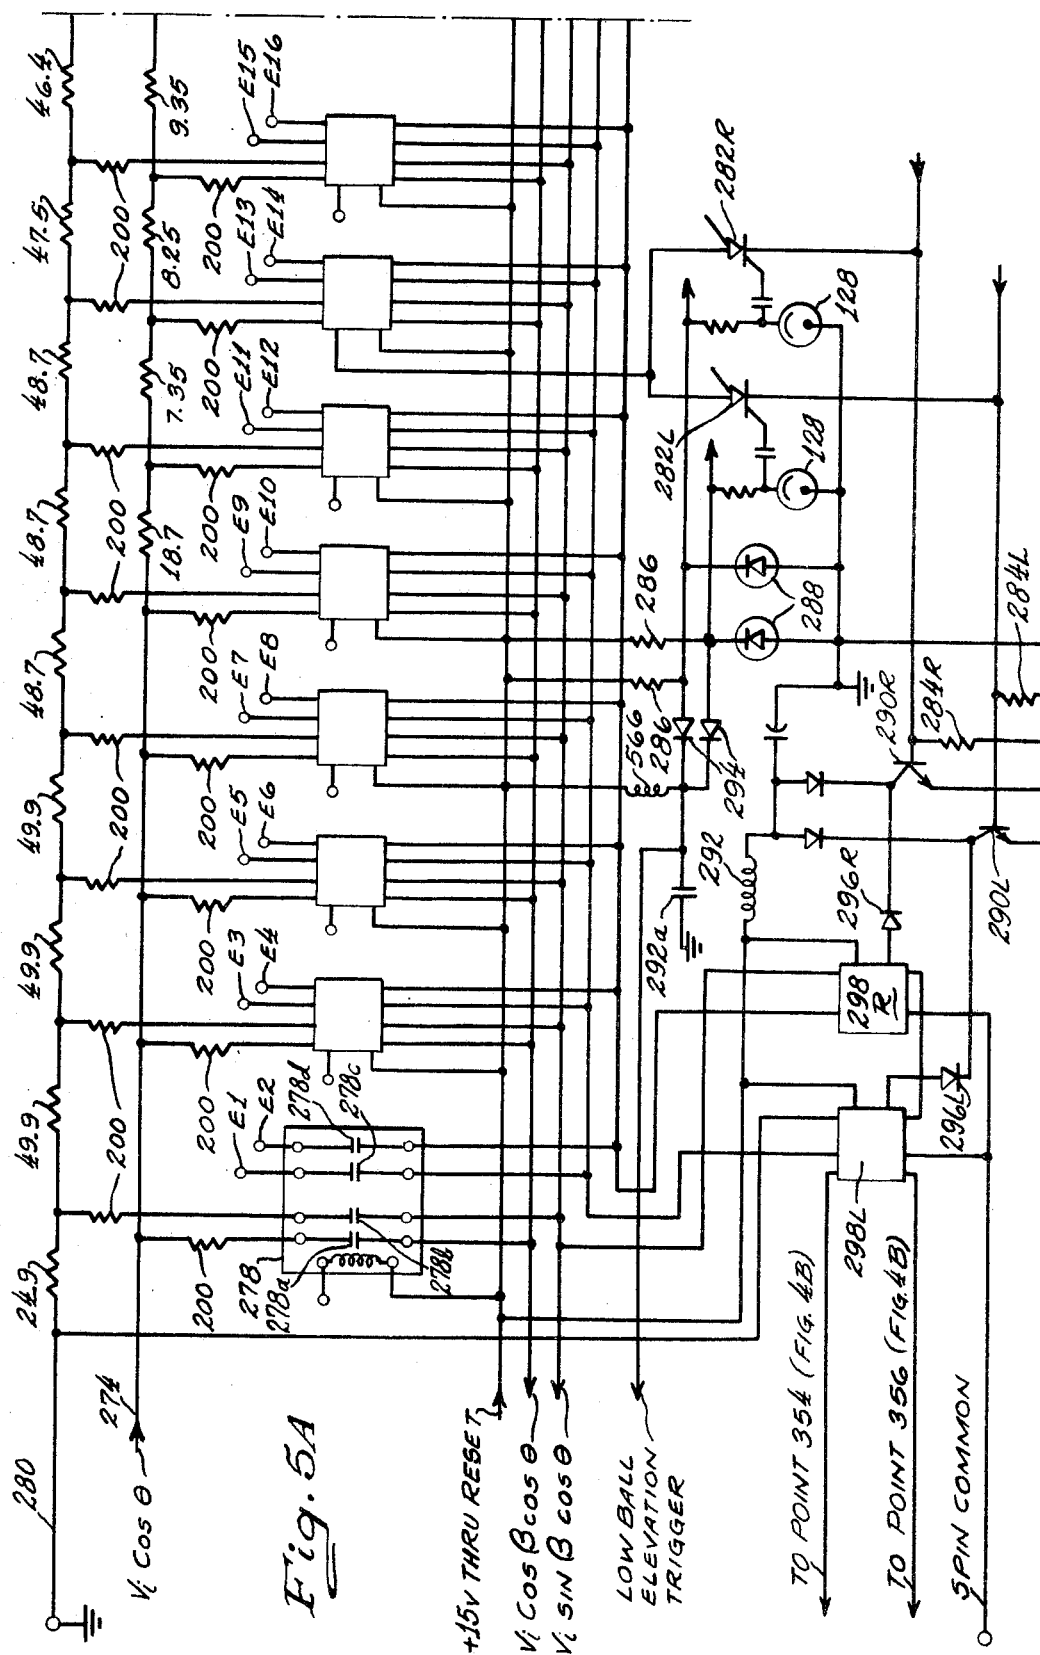 280
24.9
49.9
49.9
49.9
48.7
48.7
48.7
47.5
46.4
274
Vi COS θ
200
200
200
200
200
200
200
200
18.7
7.35
8.25
9.35
200
200
200
200
200
200
200
200
E1
E2
E3
E4
E5
E6
E7
E8
E9
E10
E11
E12
E13
E14
E15
E16
278
278a
278b
278d
278c
Fig. 5A
+15V THRU RESET
Vi COS β COS θ
Vi SIN β COS θ
LOW BALL
ELEVATION
TRIGGER
566
286
286
292a
292
294
288
282L
282R
128
128
TO POINT 354 (FIG. 4B)
TO POINT 356 (FIG. 4B)
298L
298
R
296L
296R
290L
290R
284R
284L
SPIN COMMON